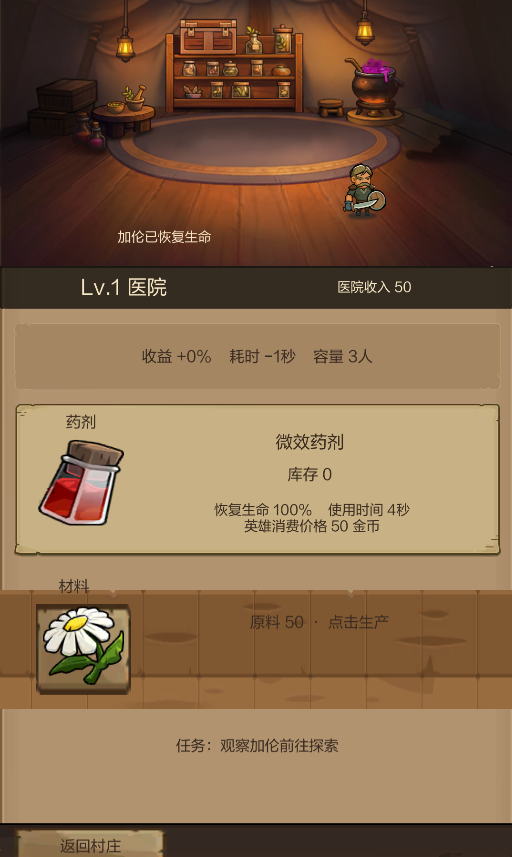 加伦已恢复生命
Lv.1 医院
医院收入 50
收益 +0% 耗时 -1秒 容量 3人
药剂
微效药剂
库存 0
恢复生命 100% 使用时间 4秒
英雄消费价格 50 金币
材料
原料 50 · 点击生产
任务：观察加伦前往探索
返回村庄